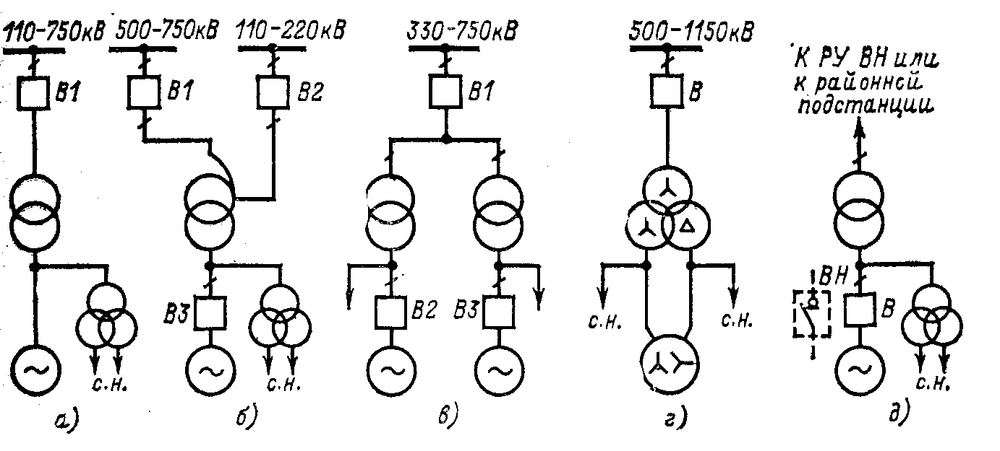 110-750кВ 500-750кВ 110-220кВ 330-750кВ 500-1150кВ
К РУ ВН или
к районной
подстанции
В1 В1 В2 В1 В
ВН
В3 В2 В3 В
с.н. с.н. с.н. с.н. с.н.
а) б) в) г) д)